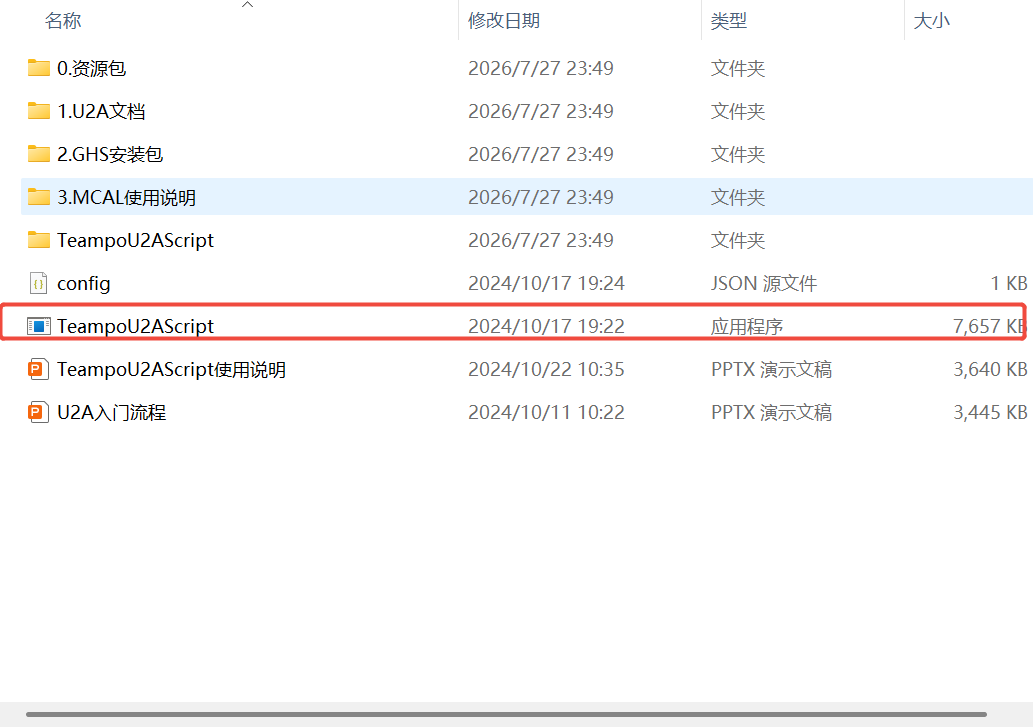 名称 修改日期 类型 大小
0.资源包 2026/7/27 23:49 文件夹
1.U2A文档 2026/7/27 23:49 文件夹
2.GHS安装包 2026/7/27 23:49 文件夹
3.MCAL使用说明 2026/7/27 23:49 文件夹
TeampoU2AScript 2026/7/27 23:49 文件夹
config 2024/10/17 19:24 JSON 源文件 1 KB
TeampoU2AScript 2024/10/17 19:22 应用程序 7,657 KB
TeampoU2AScript使用说明 2024/10/22 10:35 PPTX 演示文稿 3,640 KB
U2A入门流程 2024/10/11 10:22 PPTX 演示文稿 3,445 KB